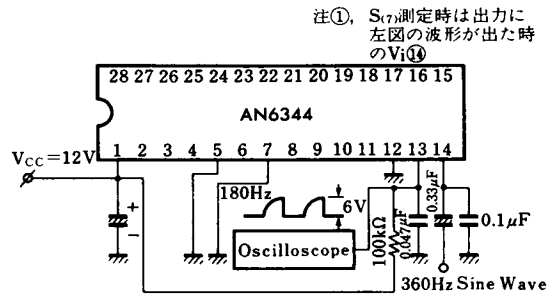 注①, S(7)測定時は出力に
左図の波形が出た時
のVi⑭
28 27 26 25 24 23 22 21 20 19 18 17 16 15
AN6344
1 2 3 4 5 6 7 8 9 10 11 12 13 14
VCC=12V
+
−
180Hz
6V
Oscilloscope
100kΩ
0.047μF
0.33μF
0.1μF
360Hz Sine Wave